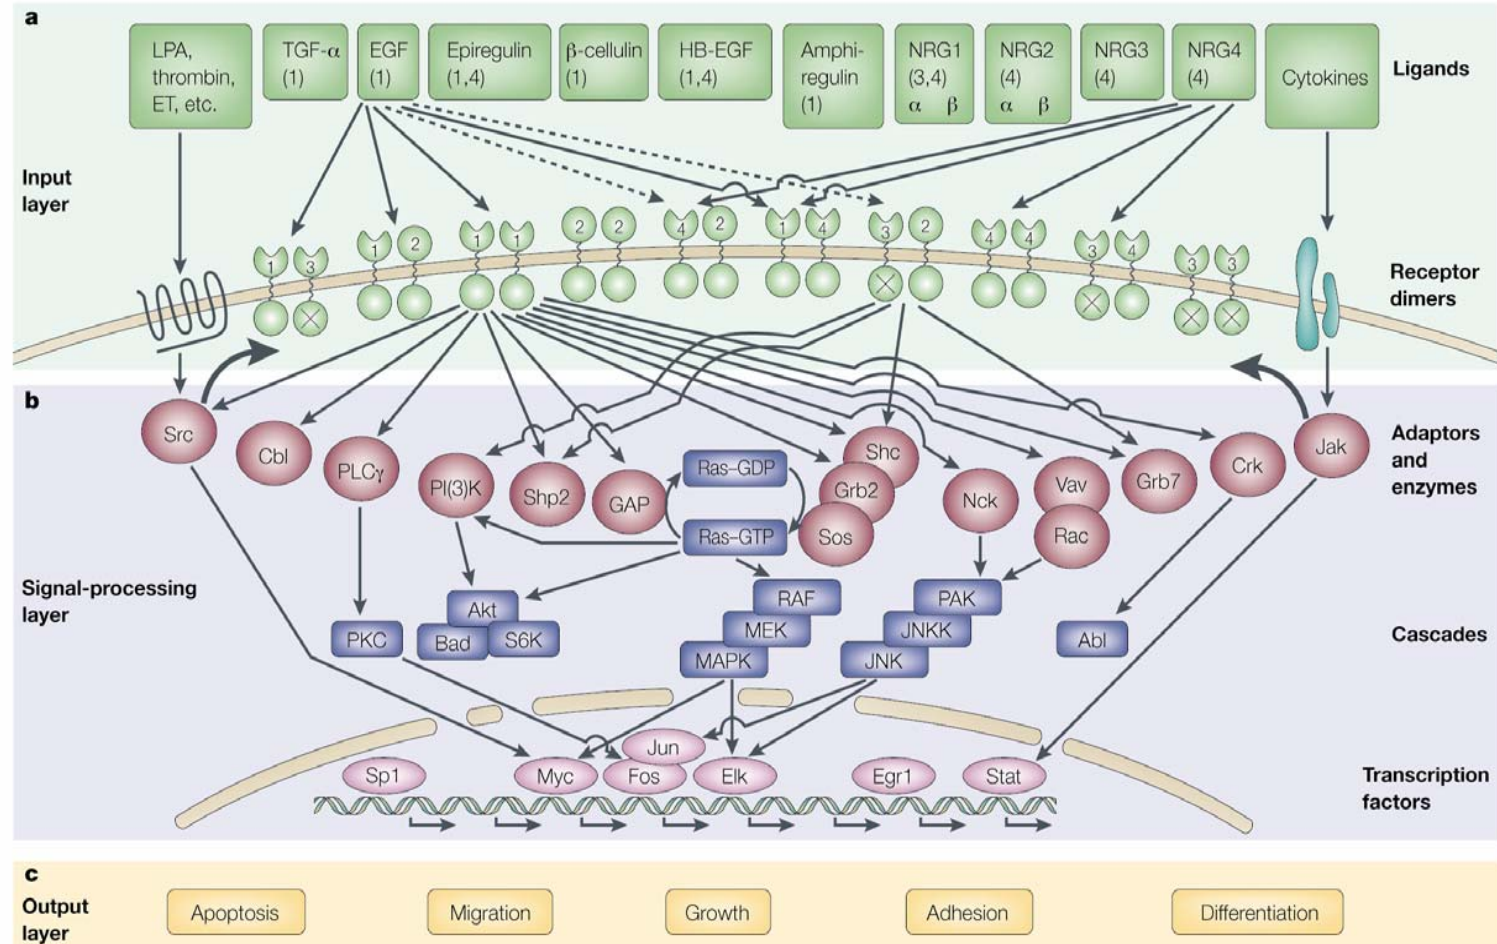 a
LPA,
thrombin,
ET, etc.
TGF-α
(1)
EGF
(1)
Epiregulin
(1,4)
β-cellulin
(1)
HB-EGF
(1,4)
Amphi-
regulin
(1)
NRG1
(3,4)
α β
NRG2
(4)
α β
NRG3
(4)
NRG4
(4)
Cytokines
Ligands
Input
layer
1 3
1 2
1 1
2 2
4 2
1 4
3 2
4 4
3 4
3 3
Receptor
dimers
b
Src
Cbl
PLCγ
PI(3)K
Shp2
GAP
Ras–GDP
Ras–GTP
Shc
Grb2
Sos
Nck
Vav
Rac
Grb7
Crk
Jak
Adaptors
and
enzymes
Signal-processing
layer
PKC
Akt
Bad
S6K
RAF
MEK
MAPK
PAK
JNKK
JNK
Abl
Cascades
Sp1
Myc
Jun
Fos
Elk
Egr1
Stat
Transcription
factors
c
Output
layer
Apoptosis
Migration
Growth
Adhesion
Differentiation